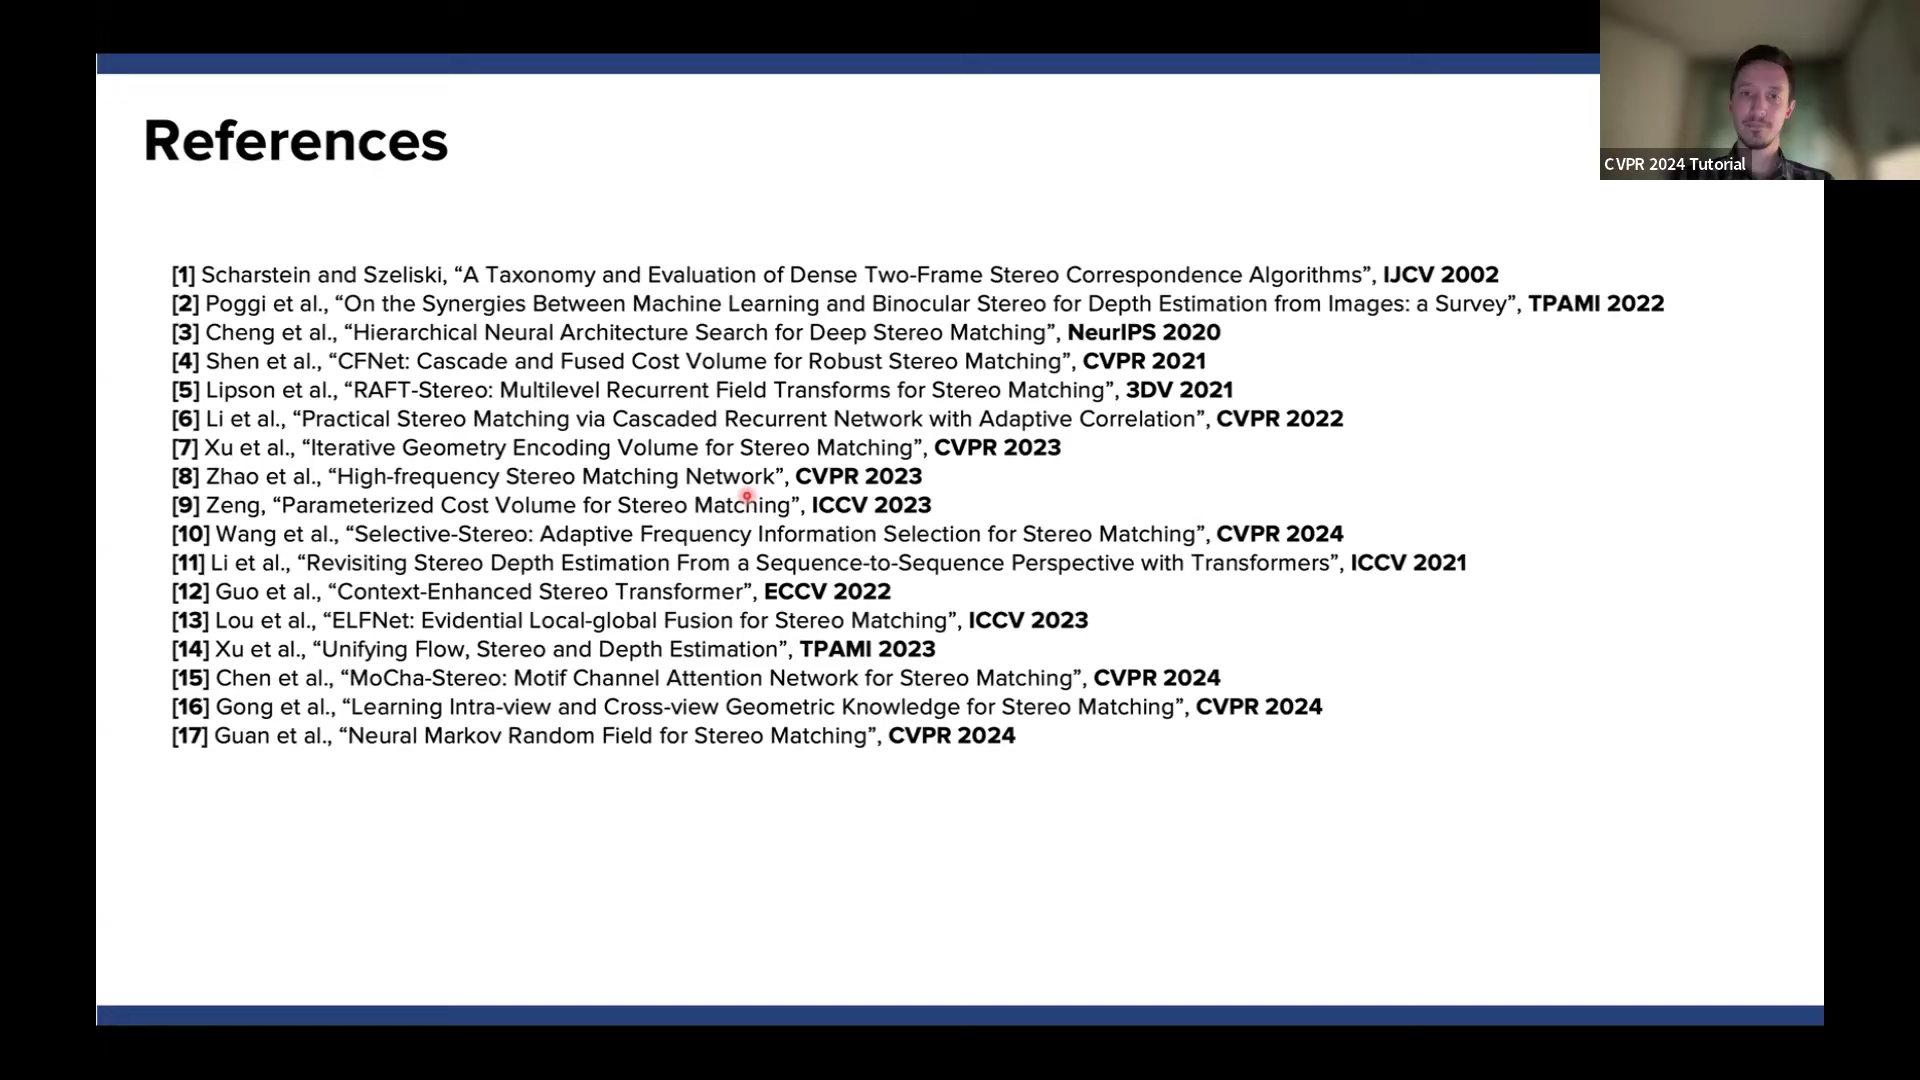 References
CVPR 2024 Tutorial
[1] Scharstein and Szeliski, “A Taxonomy and Evaluation of Dense Two-Frame Stereo Correspondence Algorithms”, IJCV 2002
[2] Poggi et al., “On the Synergies Between Machine Learning and Binocular Stereo for Depth Estimation from Images: a Survey”, TPAMI 2022
[3] Cheng et al., “Hierarchical Neural Architecture Search for Deep Stereo Matching”, NeurIPS 2020
[4] Shen et al., “CFNet: Cascade and Fused Cost Volume for Robust Stereo Matching”, CVPR 2021
[5] Lipson et al., “RAFT-Stereo: Multilevel Recurrent Field Transforms for Stereo Matching”, 3DV 2021
[6] Li et al., “Practical Stereo Matching via Cascaded Recurrent Network with Adaptive Correlation”, CVPR 2022
[7] Xu et al., “Iterative Geometry Encoding Volume for Stereo Matching”, CVPR 2023
[8] Zhao et al., “High-frequency Stereo Matching Network”, CVPR 2023
[9] Zeng, “Parameterized Cost Volume for Stereo Matching”, ICCV 2023
[10] Wang et al., “Selective-Stereo: Adaptive Frequency Information Selection for Stereo Matching”, CVPR 2024
[11] Li et al., “Revisiting Stereo Depth Estimation From a Sequence-to-Sequence Perspective with Transformers”, ICCV 2021
[12] Guo et al., “Context-Enhanced Stereo Transformer”, ECCV 2022
[13] Lou et al., “ELFNet: Evidential Local-global Fusion for Stereo Matching”, ICCV 2023
[14] Xu et al., “Unifying Flow, Stereo and Depth Estimation”, TPAMI 2023
[15] Chen et al., “MoCha-Stereo: Motif Channel Attention Network for Stereo Matching”, CVPR 2024
[16] Gong et al., “Learning Intra-view and Cross-view Geometric Knowledge for Stereo Matching”, CVPR 2024
[17] Guan et al., “Neural Markov Random Field for Stereo Matching”, CVPR 2024